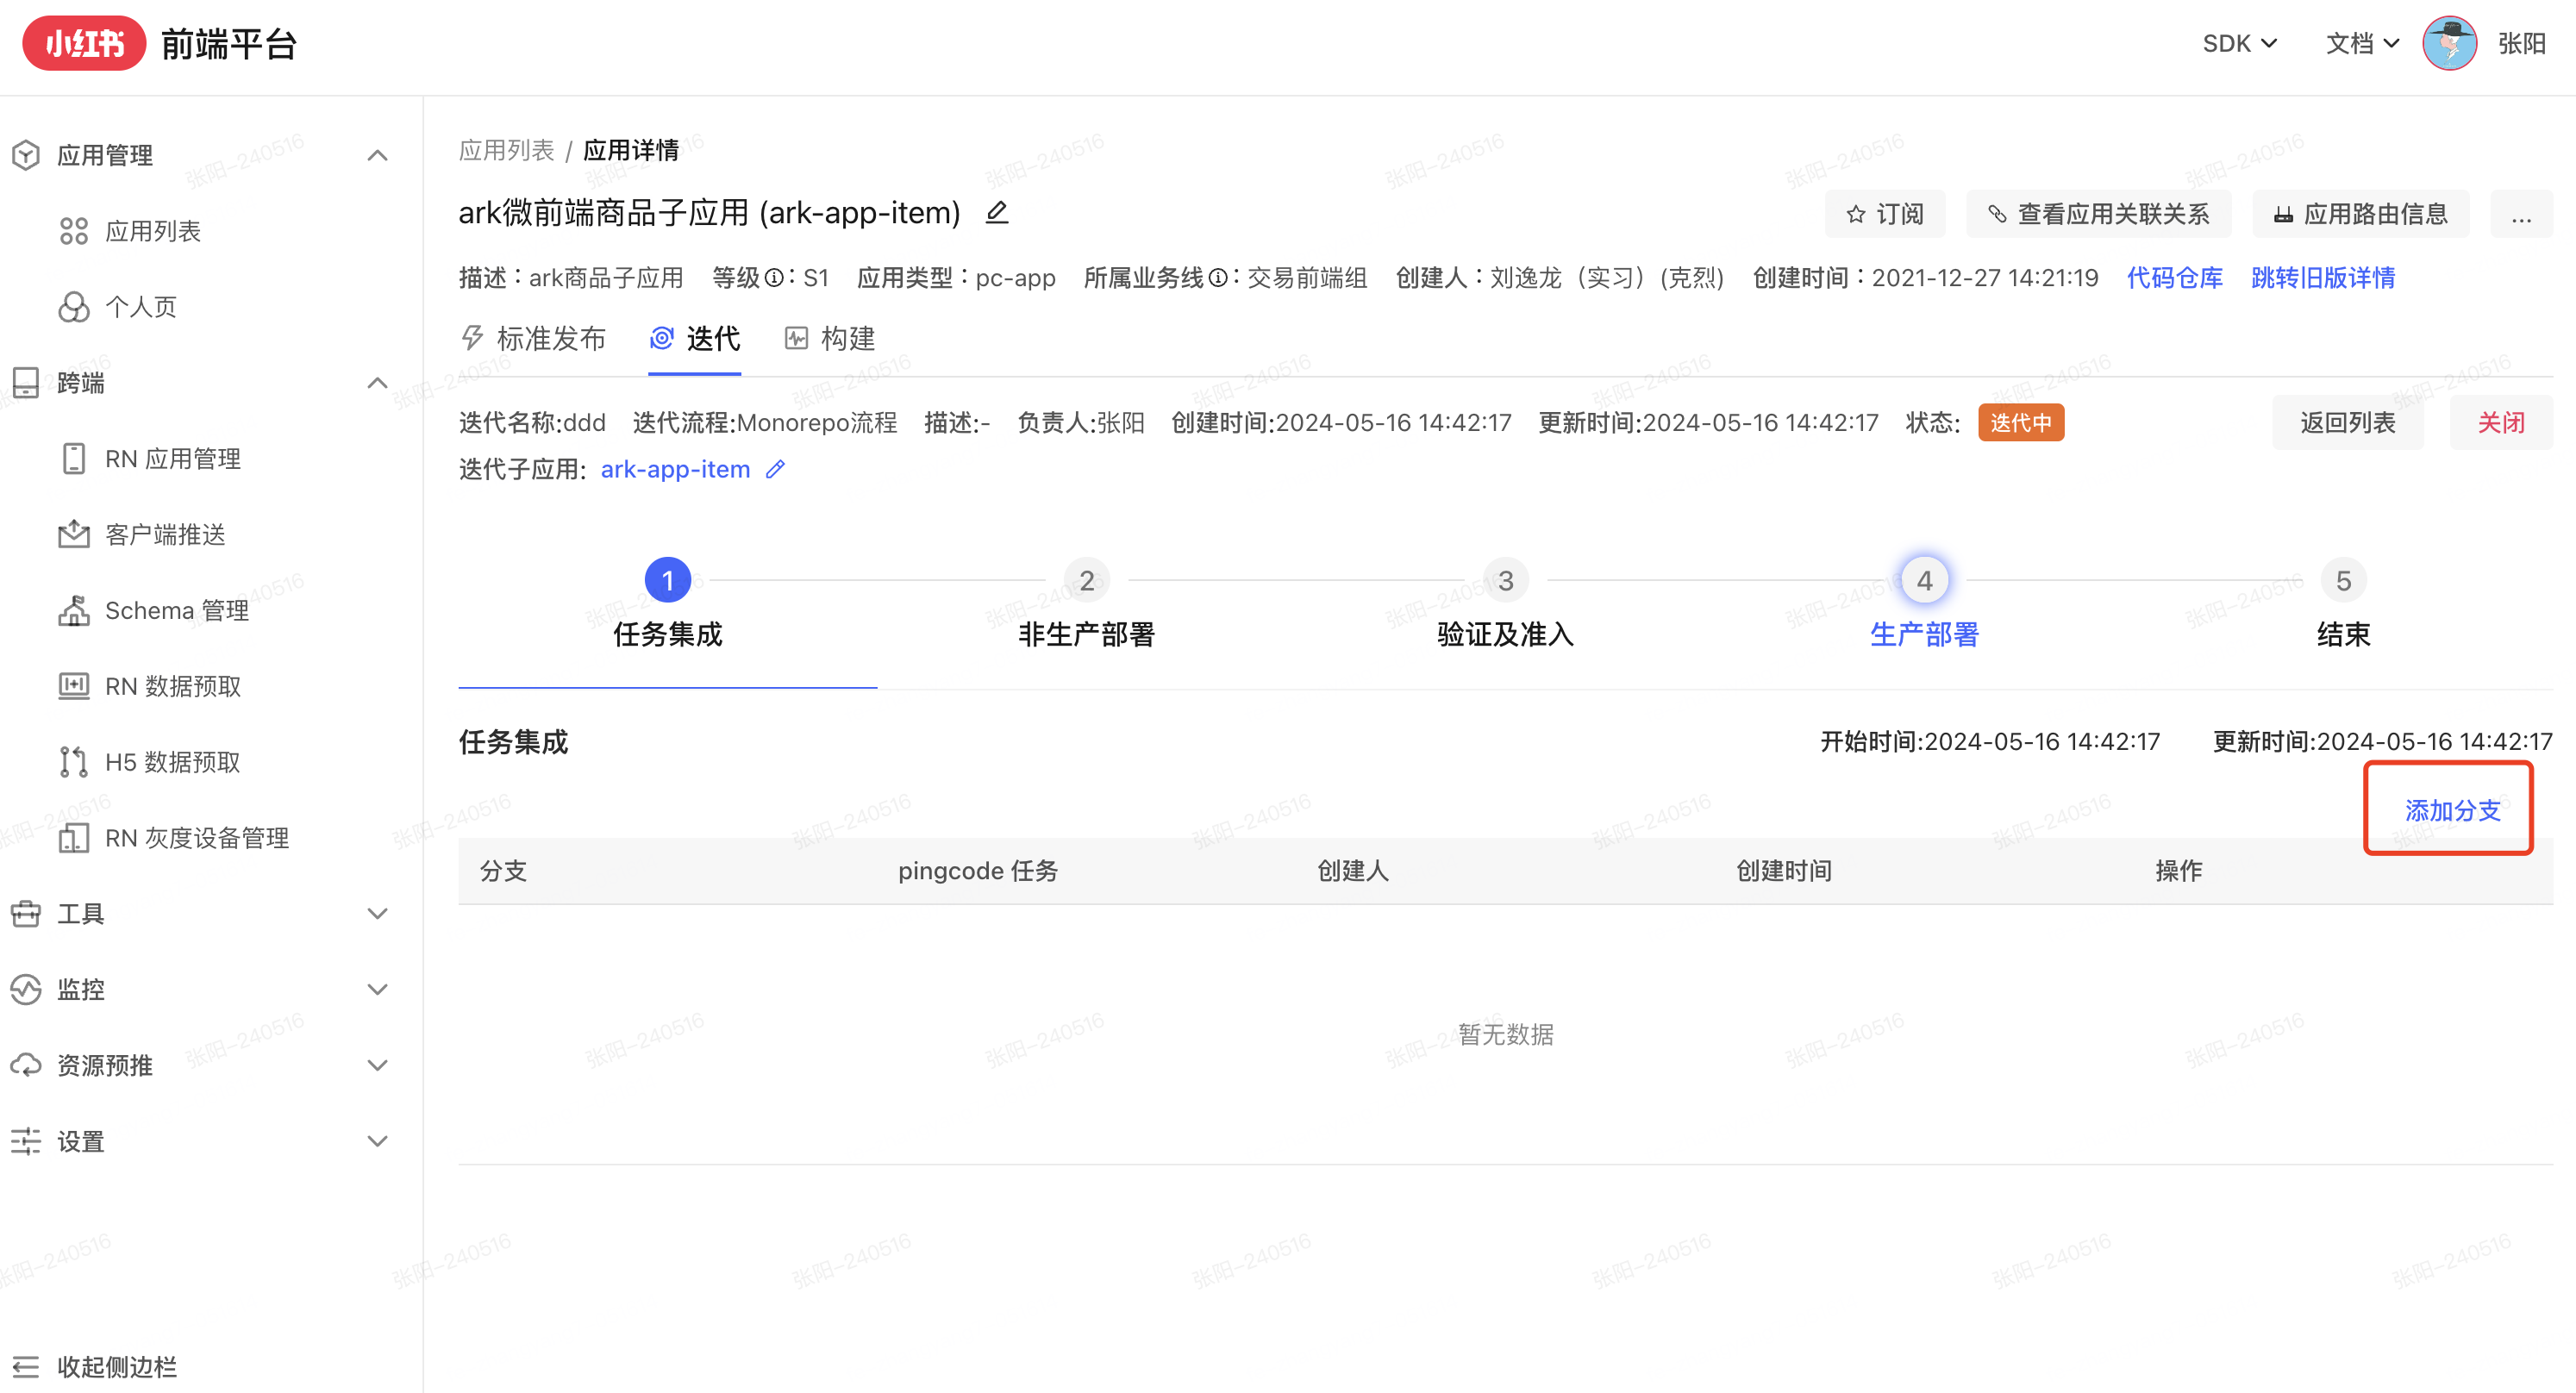 小红书 前端平台
SDK 文档 张阳
应用管理
应用列表
个人页
跨端
RN 应用管理
客户端推送
Schema 管理
RN 数据预取
H5 数据预取
RN 灰度设备管理
工具
监控
资源预推
设置
收起侧边栏
应用列表 / 应用详情
ark微前端商品子应用 (ark-app-item)
订阅 查看应用关联关系 应用路由信息 ...
描述：ark商品子应用 等级：S1 应用类型：pc-app 所属业务线：交易前端组 创建人：刘逸龙（实习）(克烈) 创建时间：2021-12-27 14:21:19 代码仓库 跳转旧版详情
标准发布 迭代 构建
迭代名称:ddd 迭代流程:Monorepo流程 描述:- 负责人:张阳 创建时间:2024-05-16 14:42:17 更新时间:2024-05-16 14:42:17 状态: 迭代中 返回列表 关闭
迭代子应用: ark-app-item
1 2 3 4 5
任务集成 非生产部署 验证及准入 生产部署 结束
任务集成 开始时间:2024-05-16 14:42:17 更新时间:2024-05-16 14:42:17
添加分支
分支 pingcode 任务 创建人 创建时间 操作
暂无数据
张阳-240516